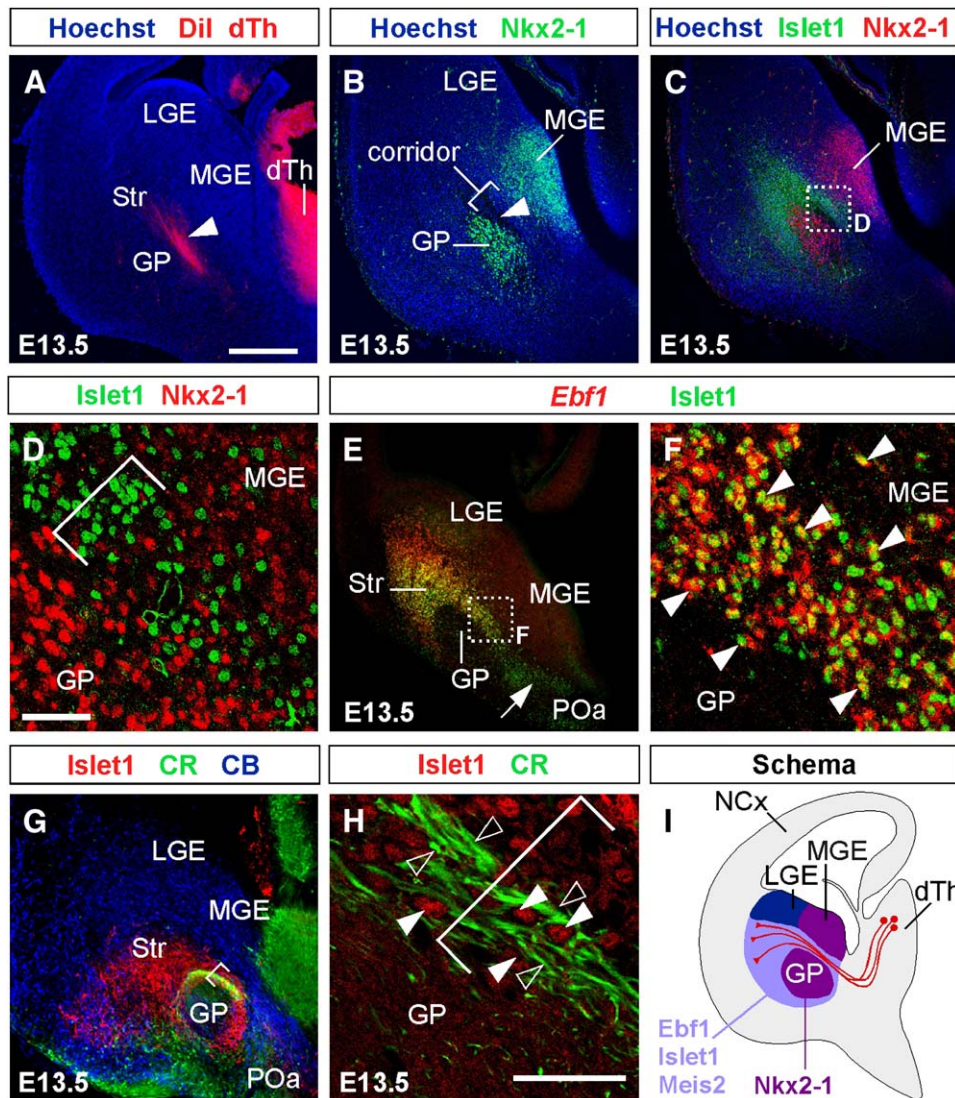 Hoechst DiI dTh
Hoechst Nkx2-1
Hoechst Islet1 Nkx2-1
A
LGE
MGE
dTh
Str
GP
E13.5
B
LGE
MGE
corridor
GP
E13.5
C
MGE
D
E13.5
Islet1 Nkx2-1
Ebf1 Islet1
D
MGE
GP
E
LGE
Str
MGE
F
GP
POa
E13.5
F
MGE
GP
Islet1 CR CB
Islet1 CR
Schema
G
LGE
MGE
Str
GP
POa
E13.5
H
GP
E13.5
I
NCx
MGE
LGE
dTh
GP
Ebf1
Islet1
Meis2
Nkx2-1